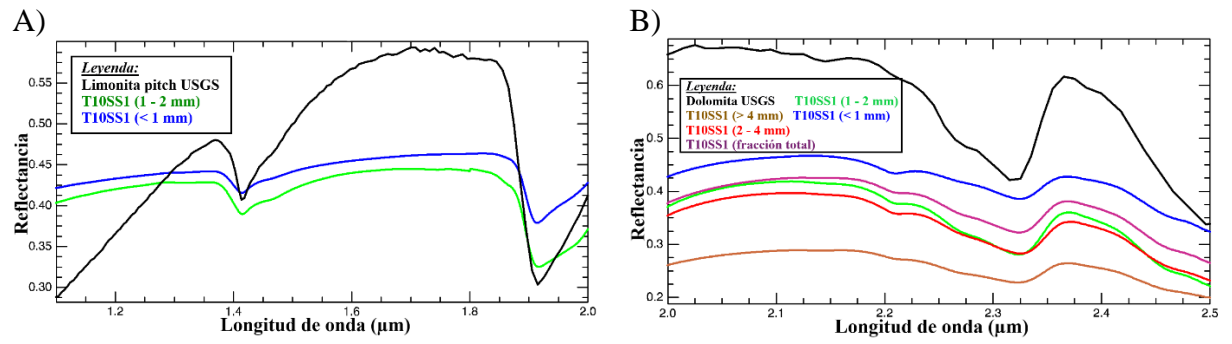 A)
Reflectancia
0.55
0.50
0.45
0.40
0.35
0.30
Leyenda:
Limonita pitch USGS
T10SS1 (1 - 2 mm)
T10SS1 (< 1 mm)
1.2
1.4
1.6
1.8
2.0
Longitud de onda (µm)
B)
Reflectancia
0.6
0.5
0.4
0.3
0.2
Leyenda:
Dolomita USGS T10SS1 (1 - 2 mm)
T10SS1 (> 4 mm) T10SS1 (< 1 mm)
T10SS1 (2 - 4 mm)
T10SS1 (fracción total)
2.0
2.1
2.2
2.3
2.4
2.5
Longitud de onda (µm)